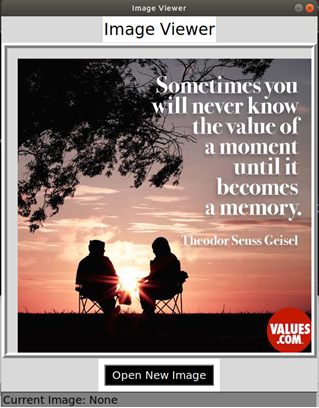 Image Viewer
Image Viewer
Sometimes you
will never know
the value of
a moment
until it
becomes
a memory.
Theodor Seuss Geisel
VALUES
.COM
Open New Image
Current Image: None